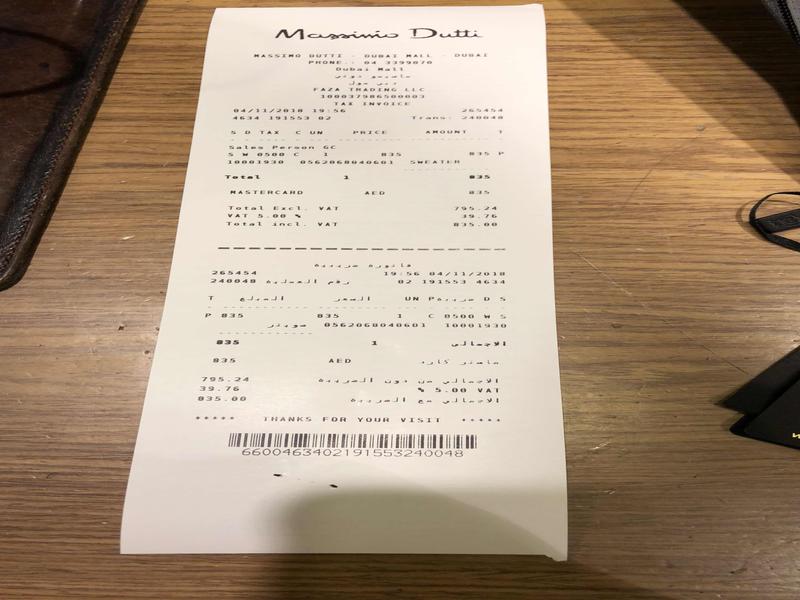 Massimo Dutti
MASSIMO DUTTI - DUBAI MALL - DUBAI
PHONE.: 04 3399070
Dubai Mall
ماسيمو دوتي
دبي مول
FAZA TRADING LLC
TAX INVOICE
04/11/2018 19:56 265454
4634 191553 02 Trans: 240048
S D TAX C UN PRICE AMOUNT T
Sales Person GC
S W 0500 C 1 835 835 P
10001930 0562068040601 SWEATER
Total 1 835
MASTERCARD AED 835
Total Excl. VAT 795.24
VAT 5.00 % 39.76
Total incl. VAT 835.00
فاتورة ضريبية
265454 19:56 04/11/2018
240048 رقم العملية 02 191553 4634
T المبلغ السعر UN ضريبة D S
P 835 835 1 C 0500 W S
صويتر 0562068040601 10001930
835 1 الاجمالي
835 AED ماستر كارد
795.24 الاجمالي من دون الضريبة
39.76 % 5.00 VAT
835.00 الاجمالي مع الضريبة
***** THANKS FOR YOUR VISIT *****
6600463402191553240048